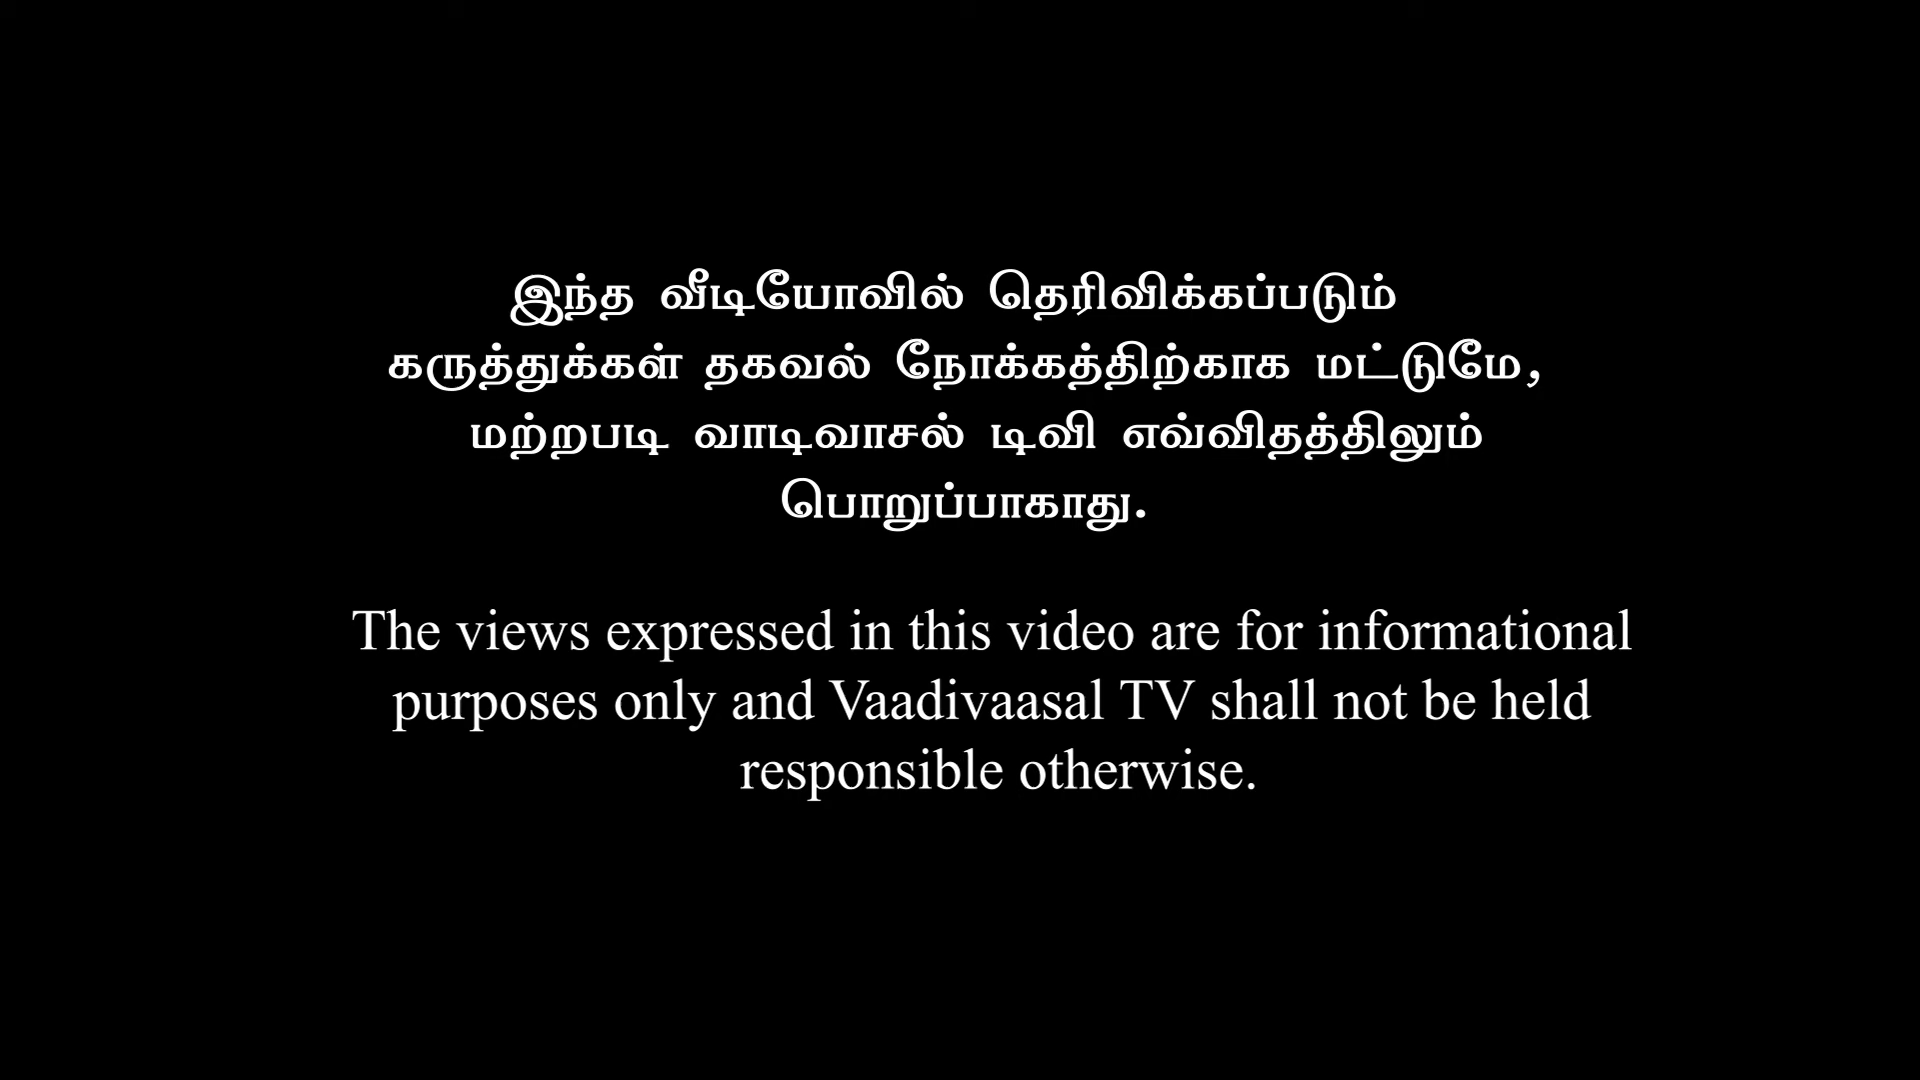 இந்த வீடியோவில் தெரிவிக்கப்படும்
கருத்துக்கள் தகவல் நோக்கத்திற்காக மட்டுமே,
மற்றபடி வாடிவாசல் டிவி எவ்விதத்திலும்
பொறுப்பாகாது.
The views expressed in this video are for informational
purposes only and Vaadivaasal TV shall not be held
responsible otherwise.